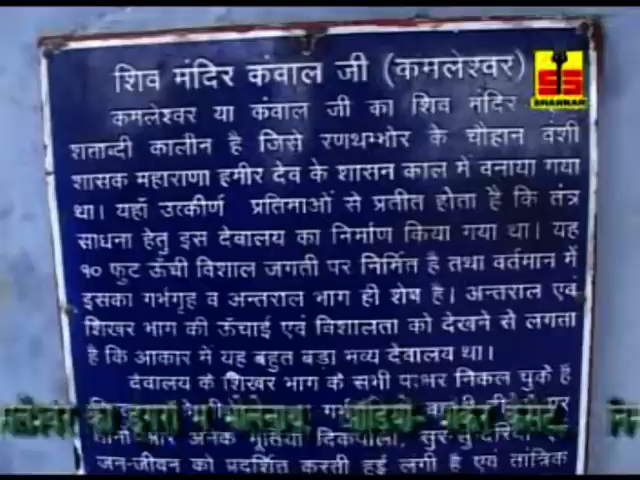 शिव मंदिर कंवाल जी (कमलेश्वर)
SS
SHANKAR
कमलेश्वर या कंवाल जी का शिव मंदिर
शताब्दी कालीन है जिसे रणथम्भोर के चौहान वंशी
शासक महाराणा हमीर देव के शासन काल में बनाया गया
था। यहाँ उत्कीर्ण प्रतिमाओं से प्रतीत होता है कि तंत्र
साधना हेतु इस देवालय का निर्माण किया गया था। यह
१० फुट ऊँची विशाल जगती पर निर्मित है तथा वर्तमान में
इसका गर्भगृह व अन्तराल भाग ही शेष है। अन्तराल एवं
शिखर भाग की ऊँचाई एवं विशालता को देखने से लगता
है कि आकार में यह बहुत बड़ा भव्य देवालय था।
देवालय के शिखर भाग के सभी पत्थर निकल चुके हैं
और अनेक मूर्तियां दिकपालों,
जन-जीवन को प्रदर्शित करती हुई लगी है एवं तांत्रिक